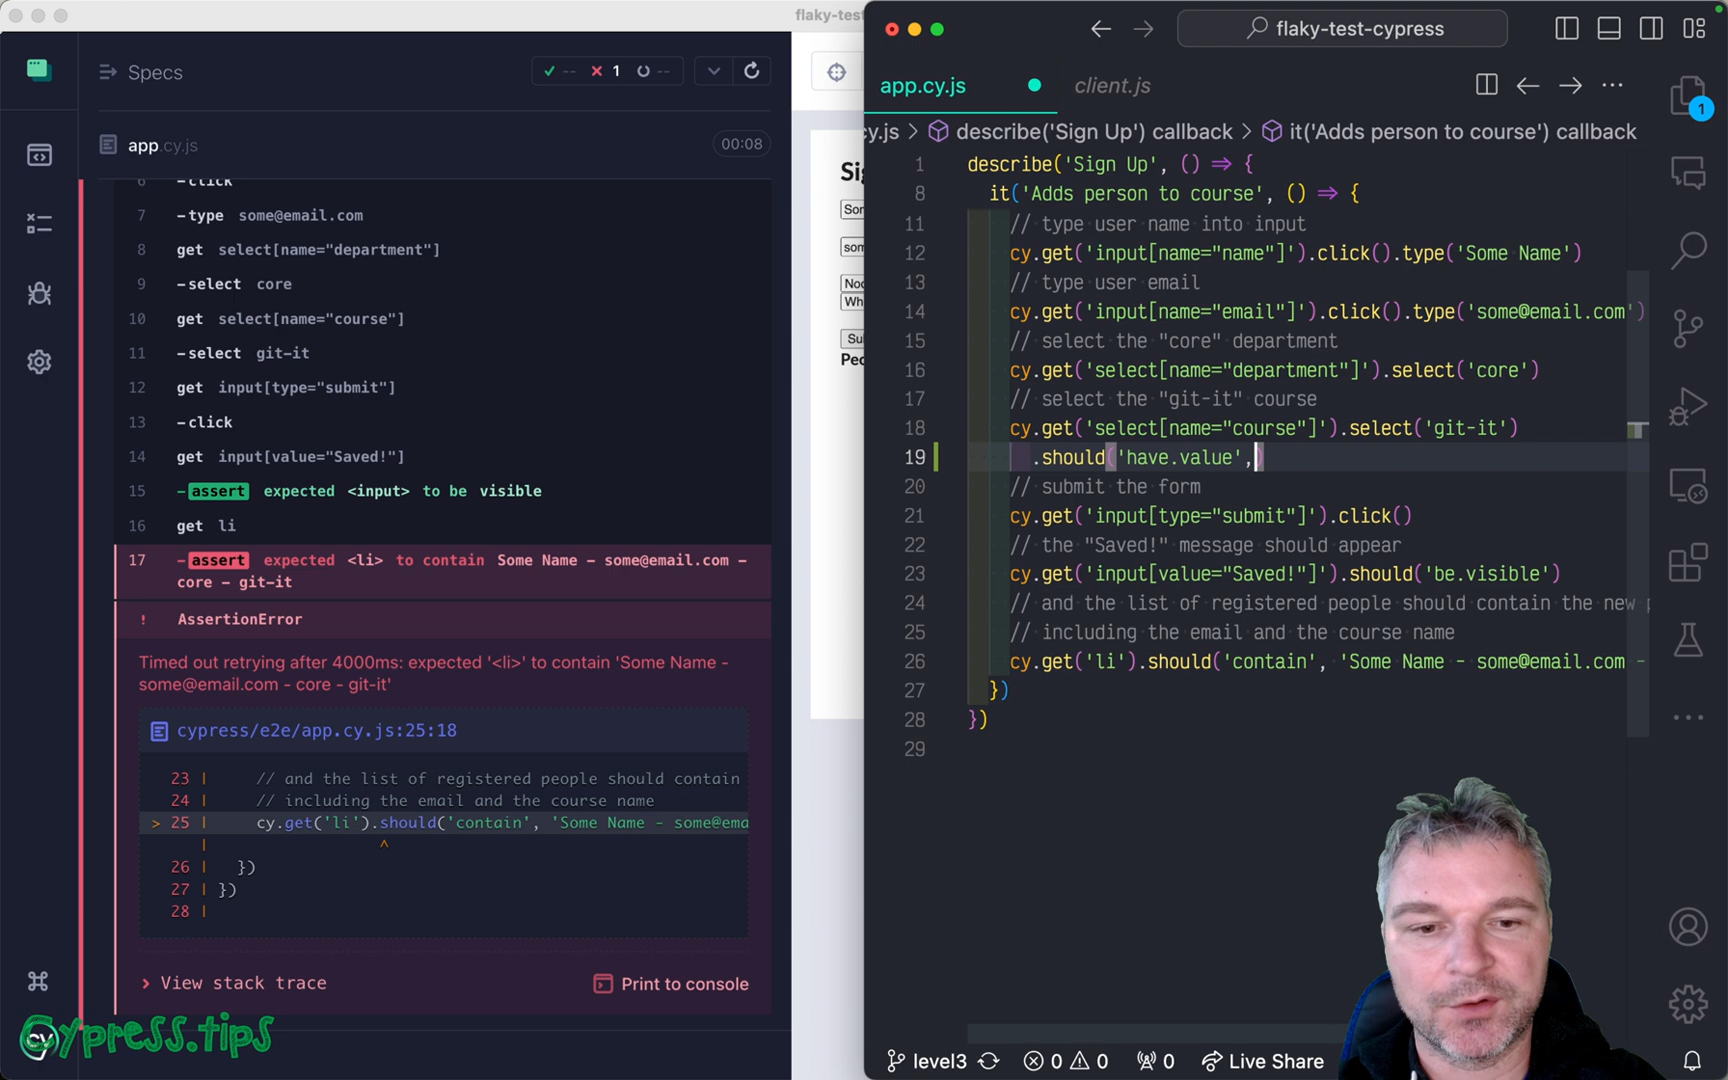 flaky-test
Specs
-- 1 --
app.cy.js
00:08
6 -click
7 -type some@email.com
8 get select[name="department"]
9 -select core
10 get select[name="course"]
11 -select git-it
12 get input[type="submit"]
13 -click
14 get input[value="Saved!"]
15 -assert expected <input> to be visible
16 get li
17 -assert expected <li> to contain Some Name – some@email.com –
core – git-it
! AssertionError
Timed out retrying after 4000ms: expected '<li>' to contain 'Some Name -
some@email.com - core - git-it'
cypress/e2e/app.cy.js:25:18
23 | // and the list of registered people should contain
24 | // including the email and the course name
> 25 | cy.get('li').should('contain', 'Some Name - some@ema
| ^
26 | })
27 | })
28 |
> View stack trace
Print to console
cy
Cypress.tips
Si
Som
som
Nod
Wh
Su
Peo
flaky-test-cypress
app.cy.js
client.js
1
cy.js > describe('Sign Up') callback > it('Adds person to course') callback
1 describe('Sign Up', () => {
8 it('Adds person to course', () => {
11 // type user name into input
12 cy.get('input[name="name"]').click().type('Some Name')
13 // type user email
14 cy.get('input[name="email"]').click().type('some@email.com')
15 // select the "core" department
16 cy.get('select[name="department"]').select('core')
17 // select the "git-it" course
18 cy.get('select[name="course"]').select('git-it')
19 .should('have.value',)
20 // submit the form
21 cy.get('input[type="submit"]').click()
22 // the "Saved!" message should appear
23 cy.get('input[value="Saved!"]').should('be.visible')
24 // and the list of registered people should contain the new p
25 // including the email and the course name
26 cy.get('li').should('contain', 'Some Name - some@email.com -
27 })
28 })
29
level3 0 0 0 Live Share